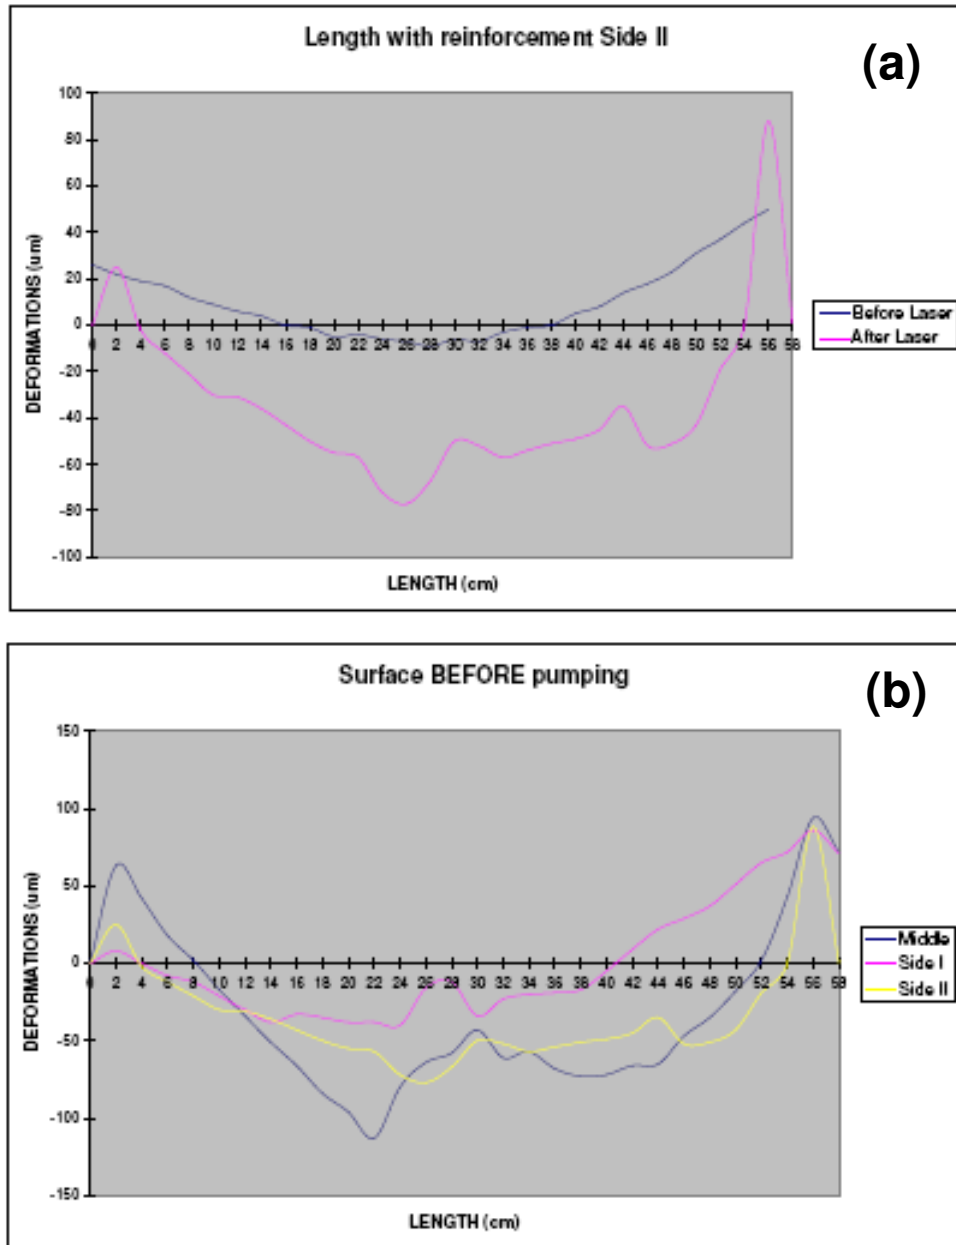 Length with reinforcement Side II
(a)
100
80
60
40
20
0
-20
-40
-60
-80
-100
DEFORMATIONS (um)
0 2 4 6 8 10 12 14 16 18 20 22 24 26 28 30 32 34 36 38 40 42 44 46 48 50 52 54 56 58
LENGTH (cm)
Before Laser
After Laser
Surface BEFORE pumping
(b)
150
100
50
0
-50
-100
-150
DEFORMATIONS (um)
0 2 4 6 8 10 12 14 16 18 20 22 24 26 28 30 32 34 36 38 40 42 44 46 48 50 52 54 56 58
LENGTH (cm)
Middle
Side I
Side II